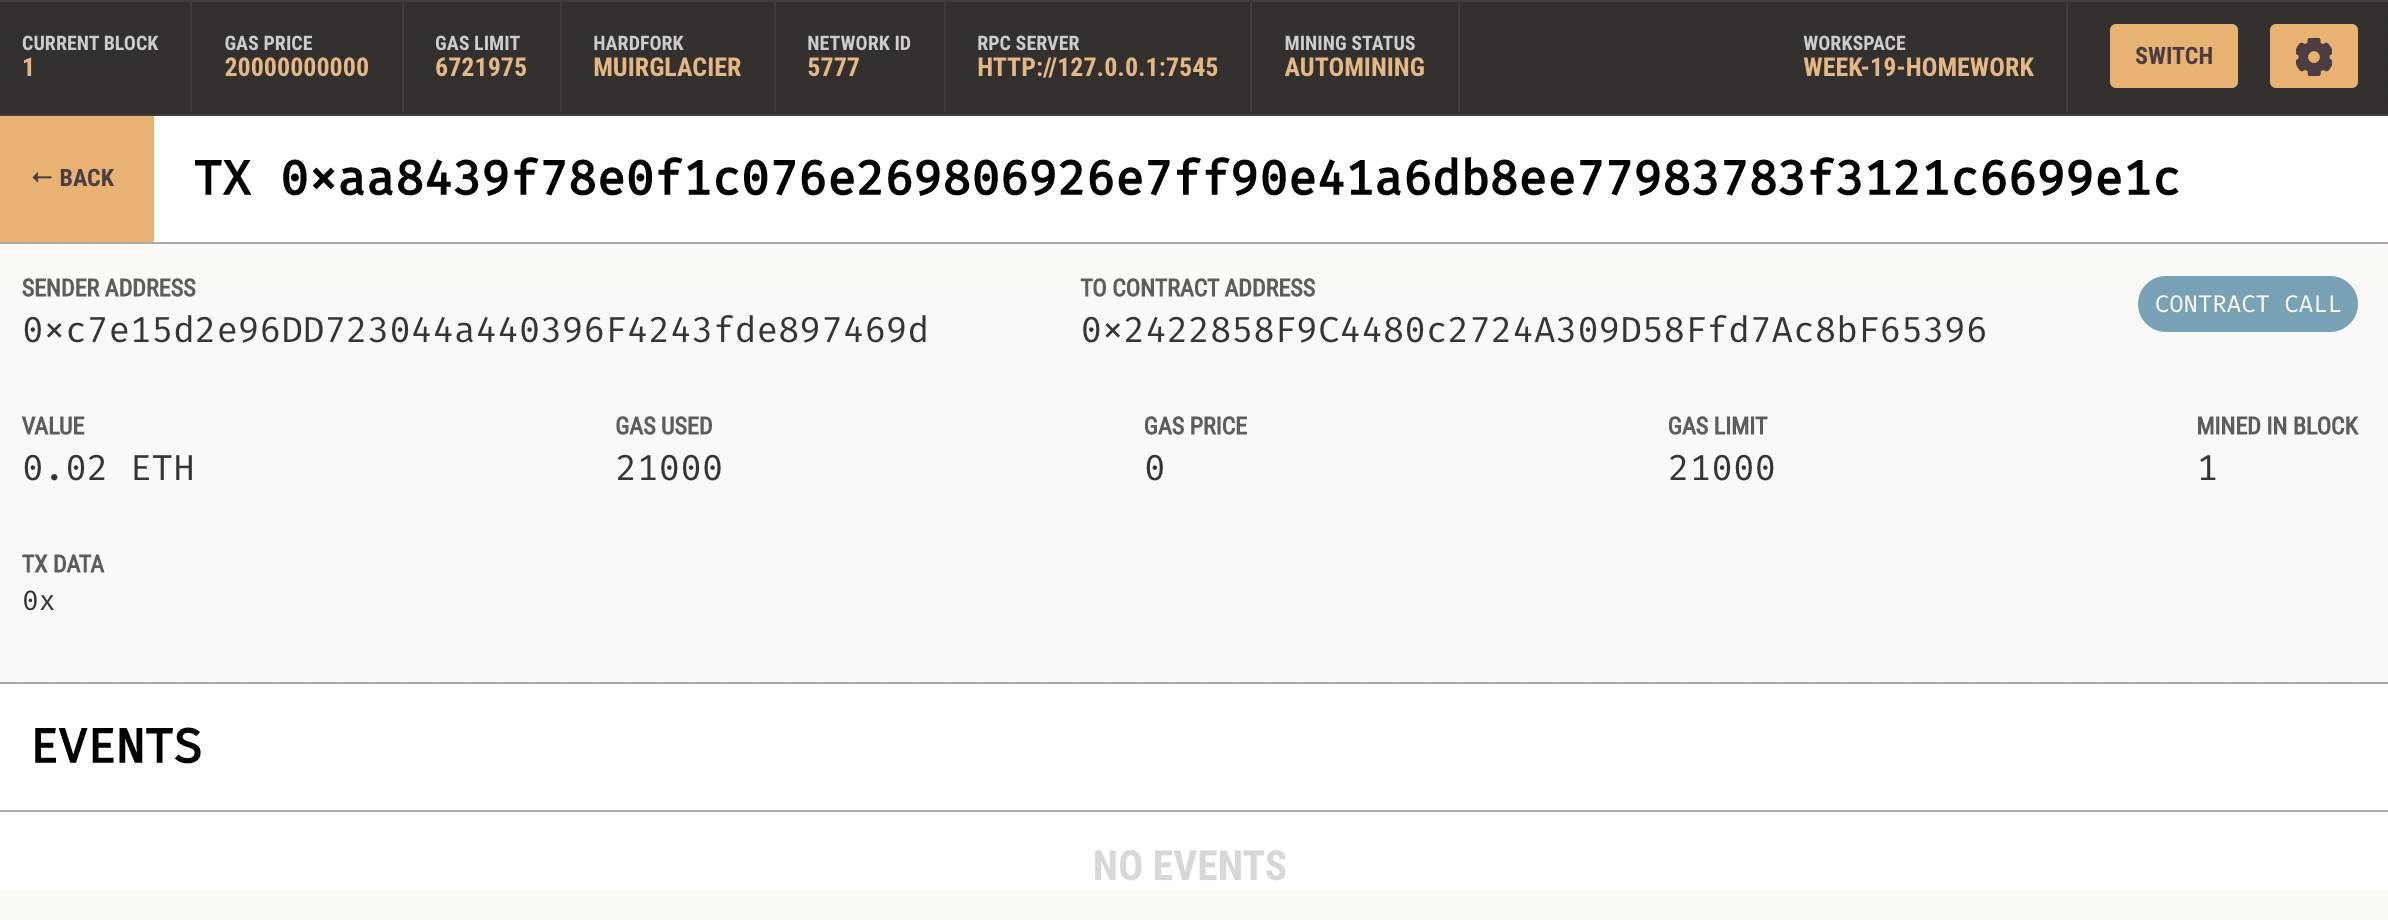 CURRENT BLOCK
1
GAS PRICE
20000000000
GAS LIMIT
6721975
HARDFORK
MUIRGLACIER
NETWORK ID
5777
RPC SERVER
HTTP://127.0.0.1:7545
MINING STATUS
AUTOMINING
WORKSPACE
WEEK-19-HOMEWORK
SWITCH
← BACK
TX 0×aa8439f78e0f1c076e269806926e7ff90e41a6db8ee77983783f3121c6699e1c
SENDER ADDRESS
0×c7e15d2e96DD723044a440396F4243fde897469d
TO CONTRACT ADDRESS
0×2422858F9C4480c2724A309D58Ffd7Ac8bF65396
CONTRACT CALL
VALUE
0.02 ETH
GAS USED
21000
GAS PRICE
0
GAS LIMIT
21000
MINED IN BLOCK
1
TX DATA
0x
EVENTS
NO EVENTS